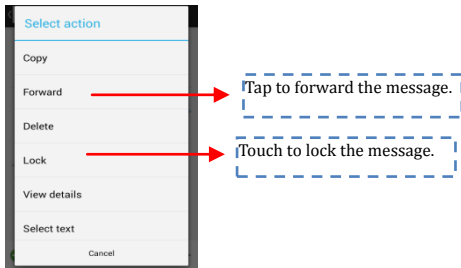 Select action
Copy
Forward
Tap to forward the message.
Delete
Lock
Touch to lock the message.
View details
Select text
Cancel